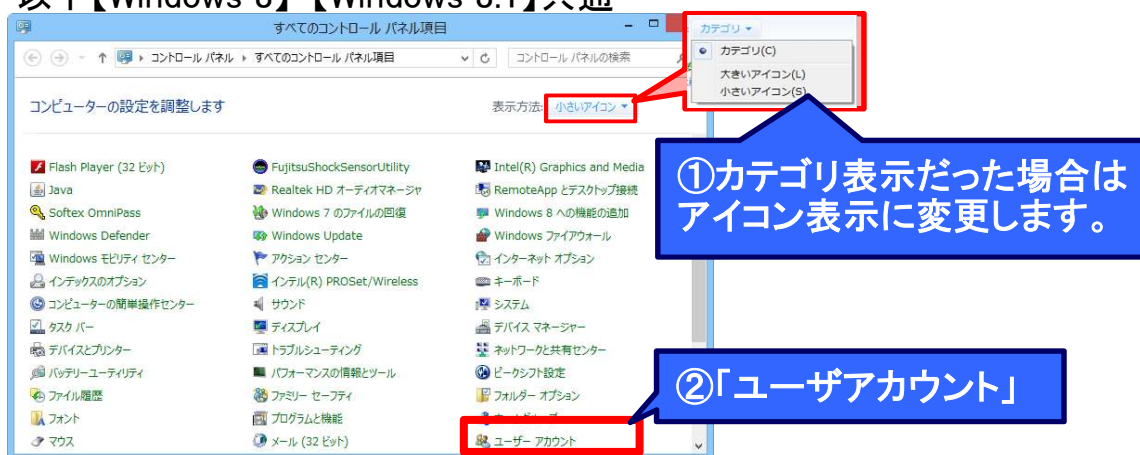 以下【Windows 8】【Windows 8.1】共通
すべてのコントロール パネル項目
コントロール パネル ▸ すべてのコントロール パネル項目
コントロール パネルの検索
カテゴリ
カテゴリ(C)
大きいアイコン(L)
小さいアイコン(S)
コンピューターの設定を調整します
表示方法: 小さいアイコン
①カテゴリ表示だった場合は
アイコン表示に変更します。
Flash Player (32 ビット)
FujitsuShockSensorUtility
Intel(R) Graphics and Media
Java
Realtek HD オーディオマネージャ
RemoteApp とデスクトップ接続
Softex OmniPass
Windows 7 のファイルの回復
Windows 8 への機能の追加
Windows Defender
Windows Update
Windows ファイアウォール
Windows モビリティ センター
アクション センター
インターネット オプション
インデックスのオプション
インテル(R) PROSet/Wireless
キーボード
コンピューターの簡単操作センター
サウンド
システム
タスク バー
ディスプレイ
デバイス マネージャー
デバイスとプリンター
トラブルシューティング
ネットワークと共有センター
バッテリーユーティリティ
パフォーマンスの情報とツール
ピークシフト設定
ファイル履歴
ファミリー セーフティ
フォルダー オプション
フォント
プログラムと機能
マウス
メール (32 ビット)
ユーザー アカウント
②「ユーザアカウント」